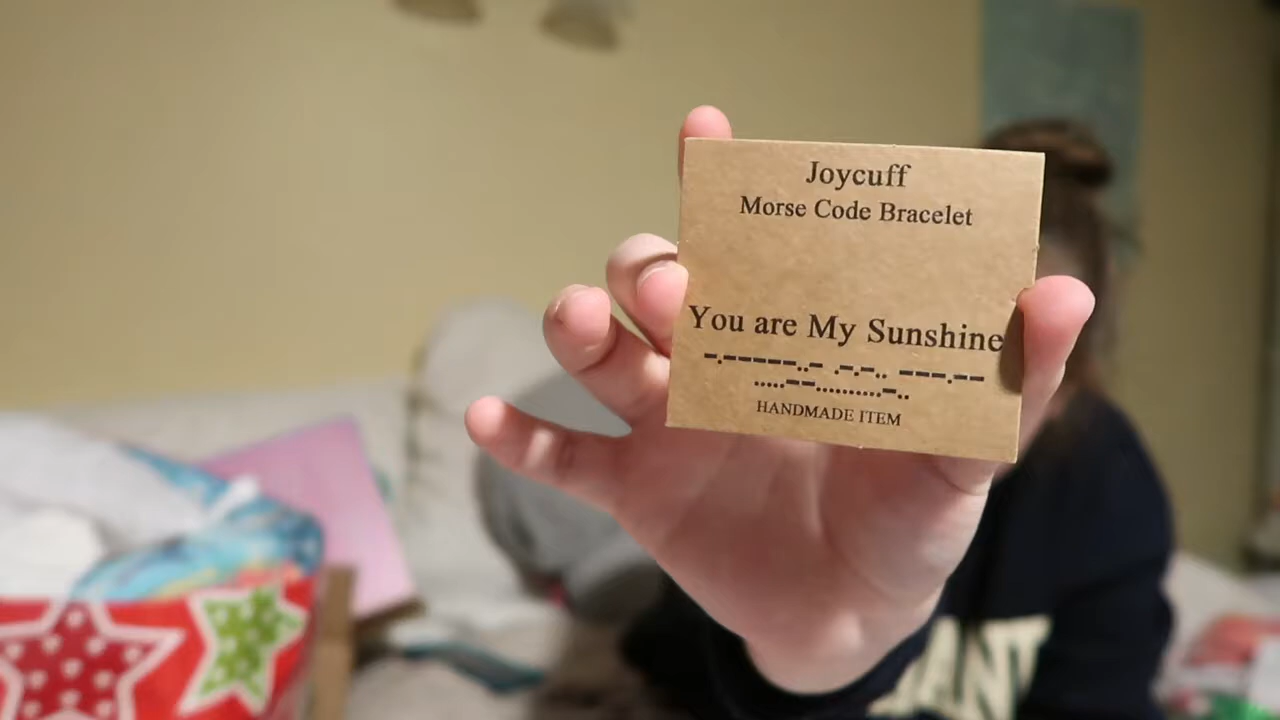 Joycuff
Morse Code Bracelet
You are My Sunshine
-.-----..- .-.-.. ---.--
.....--..........-..
HANDMADE ITEM